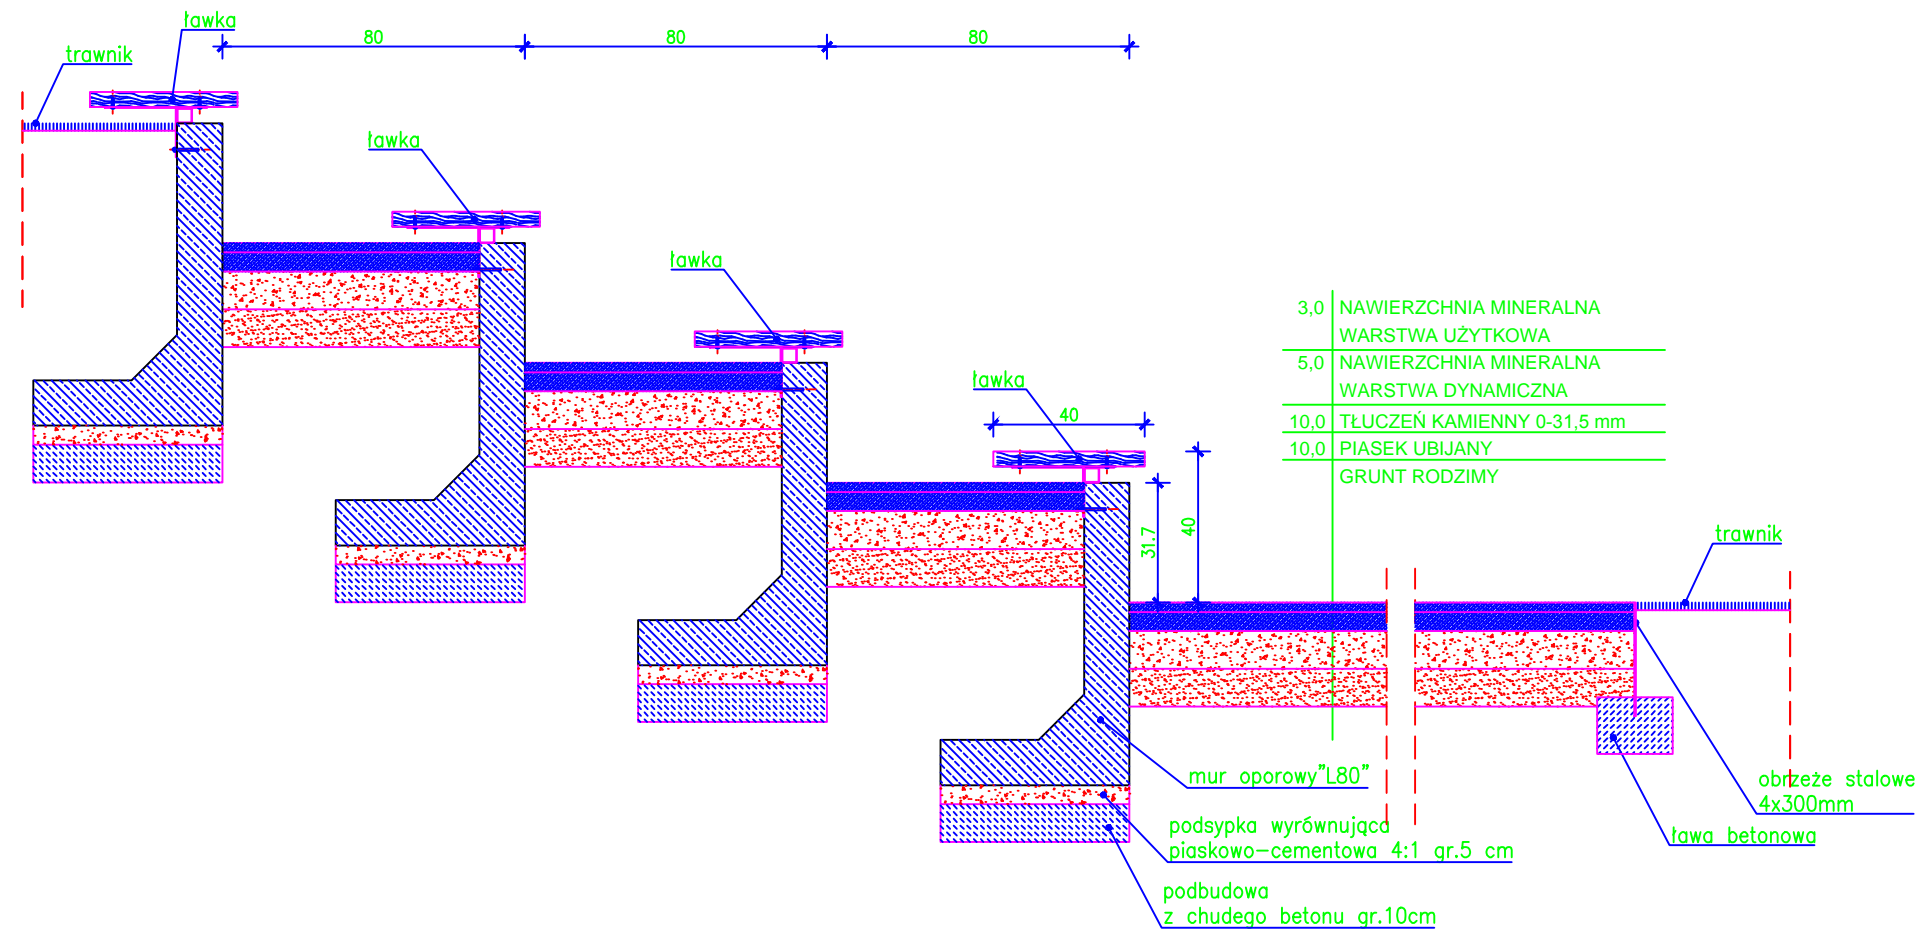 ławka
80
80
80
trawnik
ławka
ławka
3,0 NAWIERZCHNIA MINERALNA
WARSTWA UŻYTKOWA
5,0 NAWIERZCHNIA MINERALNA
WARSTWA DYNAMICZNA
10,0 TŁUCZEŃ KAMIENNY 0-31,5 mm
10,0 PIASEK UBIJANY
GRUNT RODZIMY
ławka
40
31.7
40
trawnik
mur oporowy"L80"
obrzeże stalowe
4x300mm
ława betonowa
podsypka wyrównująca
piaskowo-cementowa 4:1 gr.5 cm
podbudowa
z chudego betonu gr.10cm